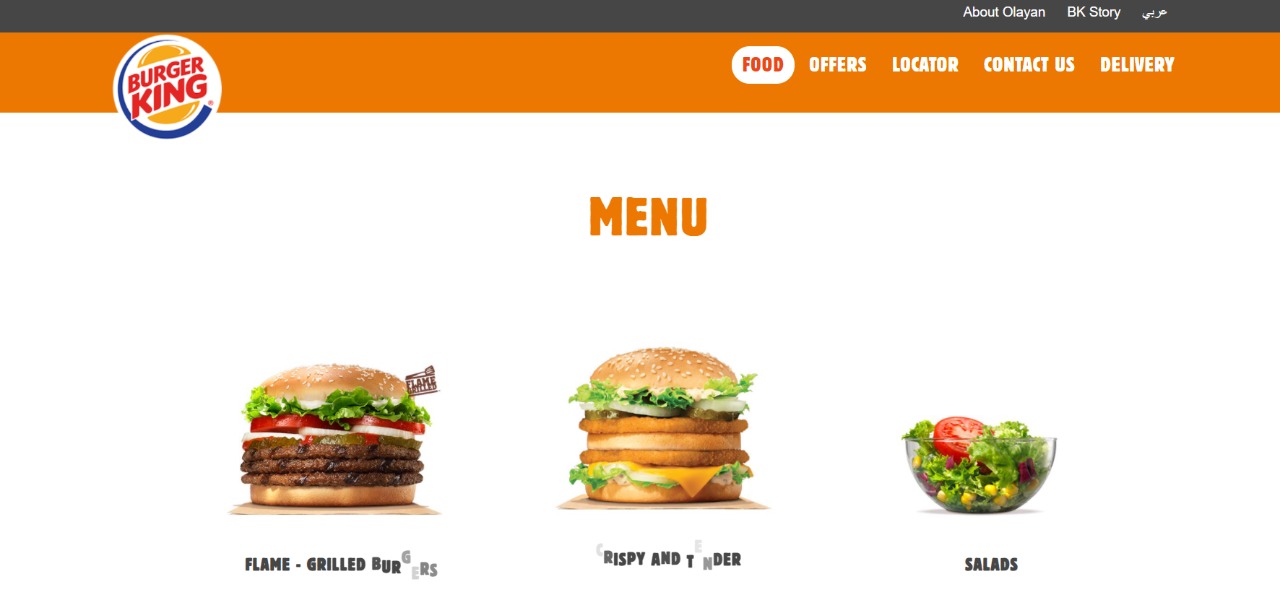 About Olayan BK Story عربي
BURGER
KING
FOOD OFFERS LOCATOR CONTACT US DELIVERY
MENU
FLAME
GRILLED
FLAME - GRILLED BURGERS
CRISPY AND TENDER
SALADS